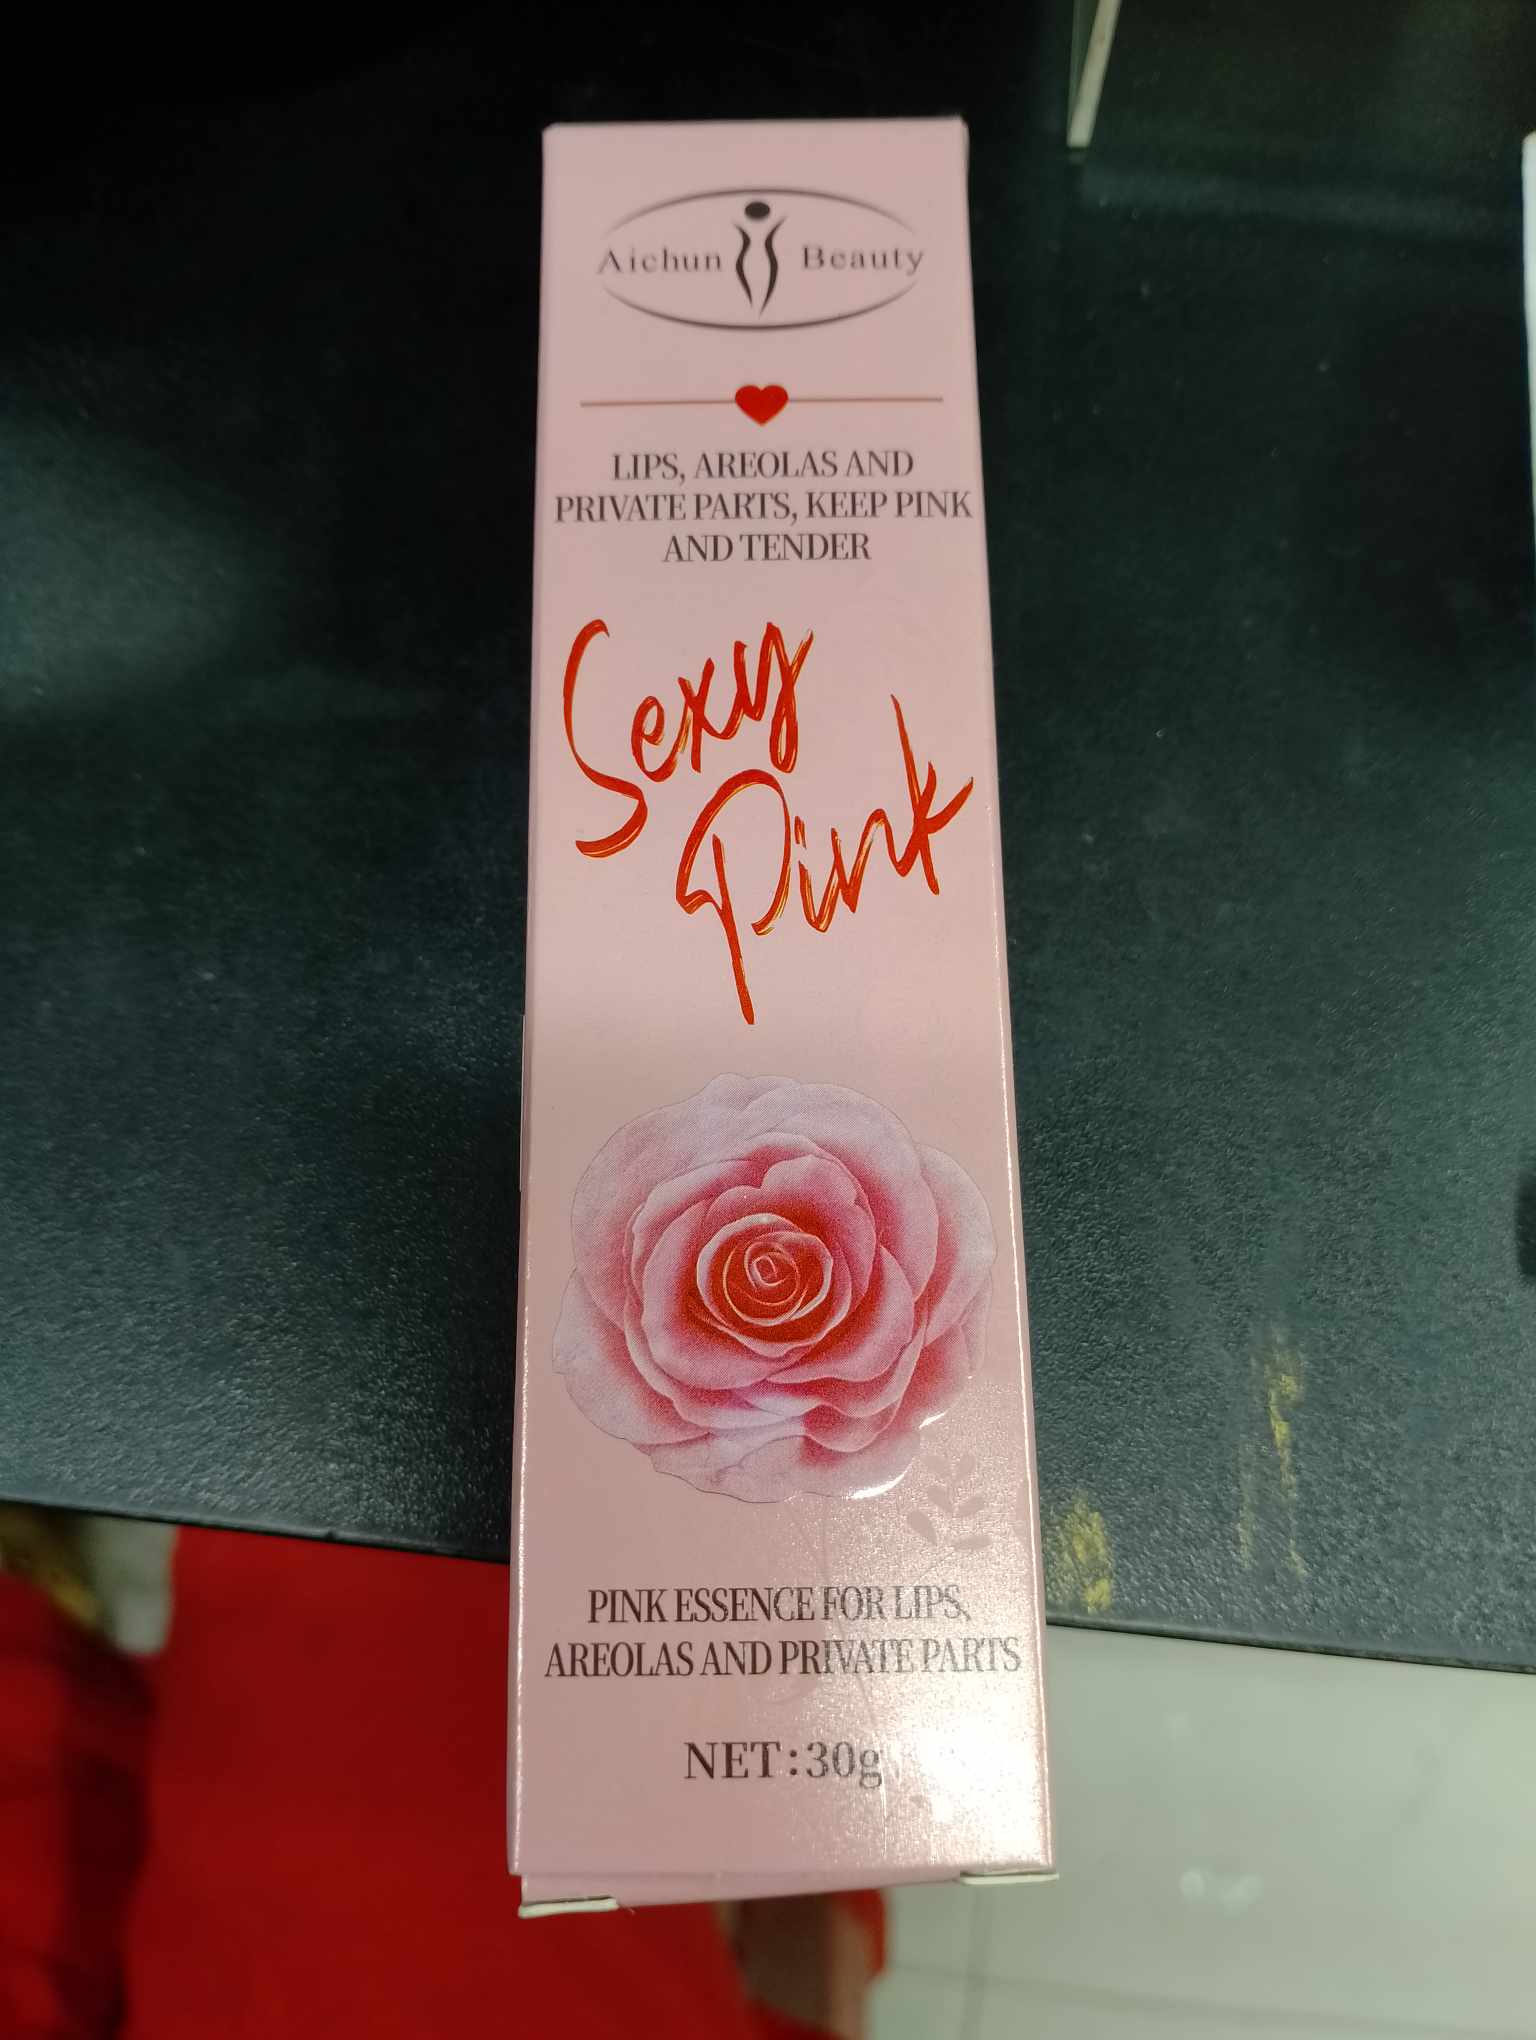 Aichun Beauty
LIPS, AREOLAS AND
PRIVATE PARTS, KEEP PINK
AND TENDER
Sexy
Pink
PINK ESSENCE FOR LIPS,
AREOLAS AND PRIVATE PARTS
NET:30g